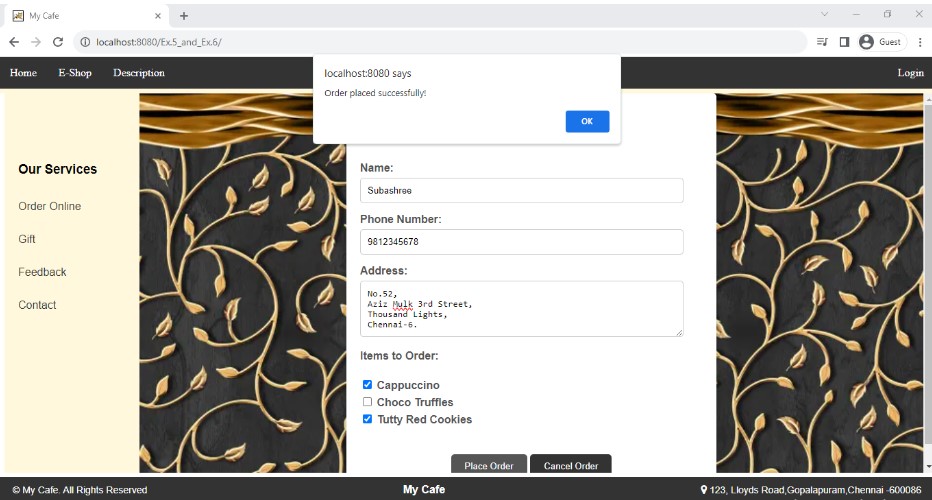 My Cafe
localhost:8080/Ex.5_and_Ex.6/
Guest
Home E-Shop Description Login
localhost:8080 says
Order placed successfully!
OK
Our Services
Order Online
Gift
Feedback
Contact
Name:
Subashree
Phone Number:
9812345678
Address:
No.52,
Aziz Mulk 3rd Street,
Thousand Lights,
Chennai-6.
Items to Order:
Cappuccino
Choco Truffles
Tutty Red Cookies
Place Order Cancel Order
© My Cafe. All Rights Reserved My Cafe 123, Lloyds Road,Gopalapuram,Chennai -600086